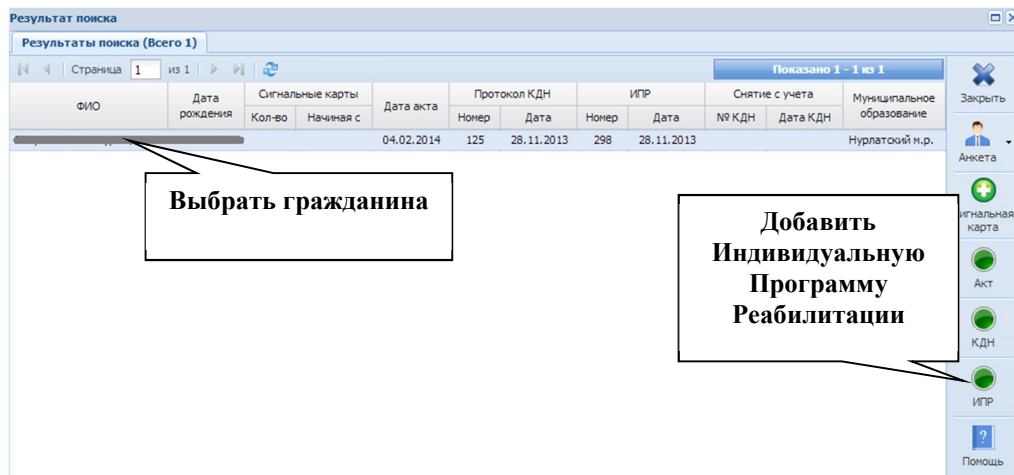 Результат поиска
Результаты поиска (Всего 1)
Страница 1 из 1
Показано 1 - 1 из 1
ФИО
Дата рождения
Сигнальные карты
Кол-во
Начиная с
Дата акта
Протокол КДН
Номер
Дата
ИПР
Номер
Дата
Снятие с учета
№ КДН
Дата КДН
Муниципальное
образование
04.02.2014 125 28.11.2013 298 28.11.2013 Нурлатский м.р.
Выбрать гражданина
Добавить
Индивидуальную
Программу
Реабилитации
Закрыть
Анкета
игнальная
карта
Акт
КДН
ИПР
?
Помощь